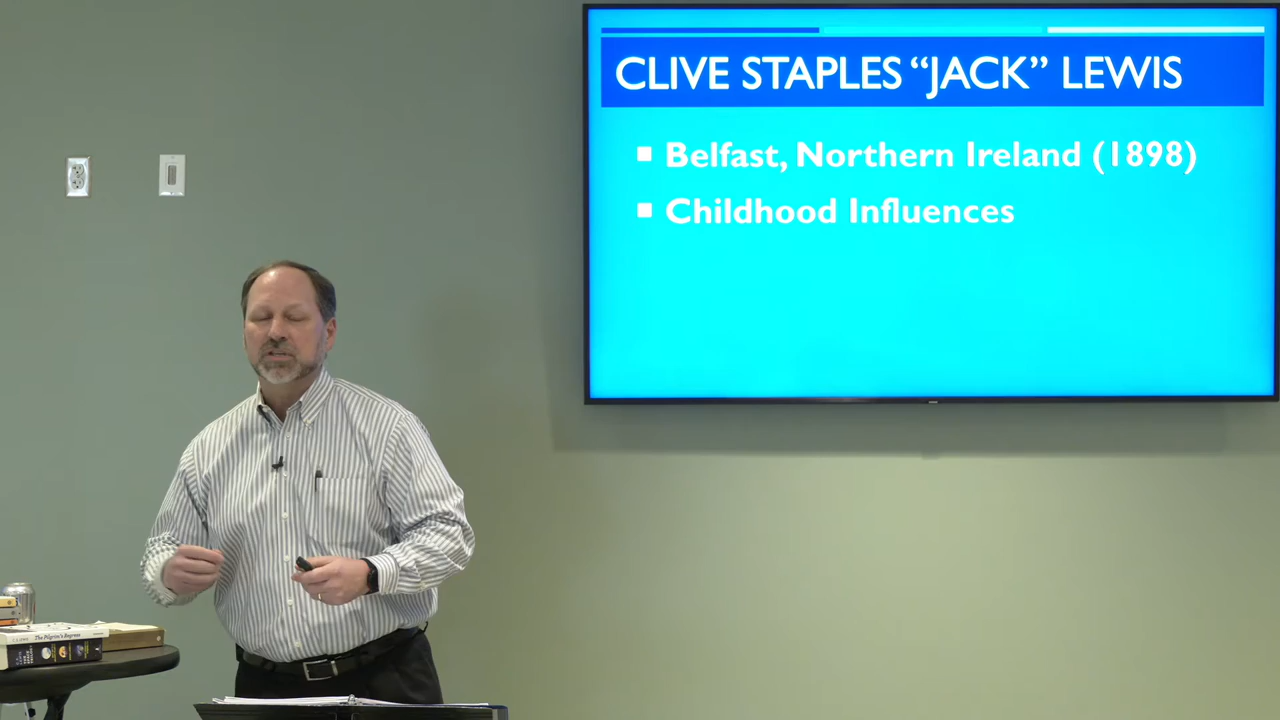 CLIVE STAPLES “JACK” LEWIS
Belfast, Northern Ireland (1898)
Childhood Influences
The Pilgrim's Regress